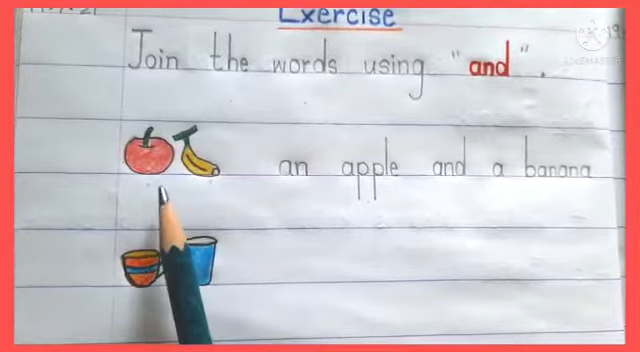 Exercise
Join the words using "and".
an apple and a banana